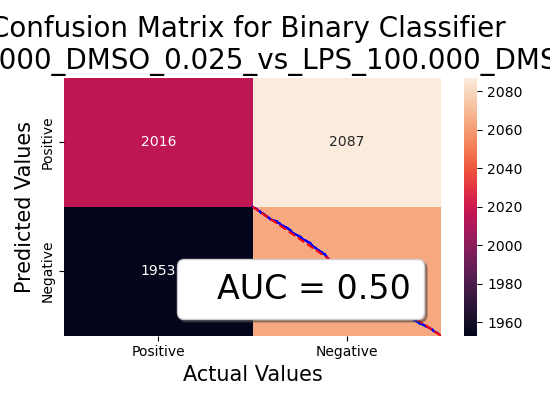 Confusion Matrix for Binary Classifier
000_DMSO_0.025_vs_LPS_100.000_DMS
Predicted Values
Positive
Negative
2016
2087
1953
AUC = 0.50
Positive
Negative
Actual Values
2080
2060
2040
2020
2000
1980
1960